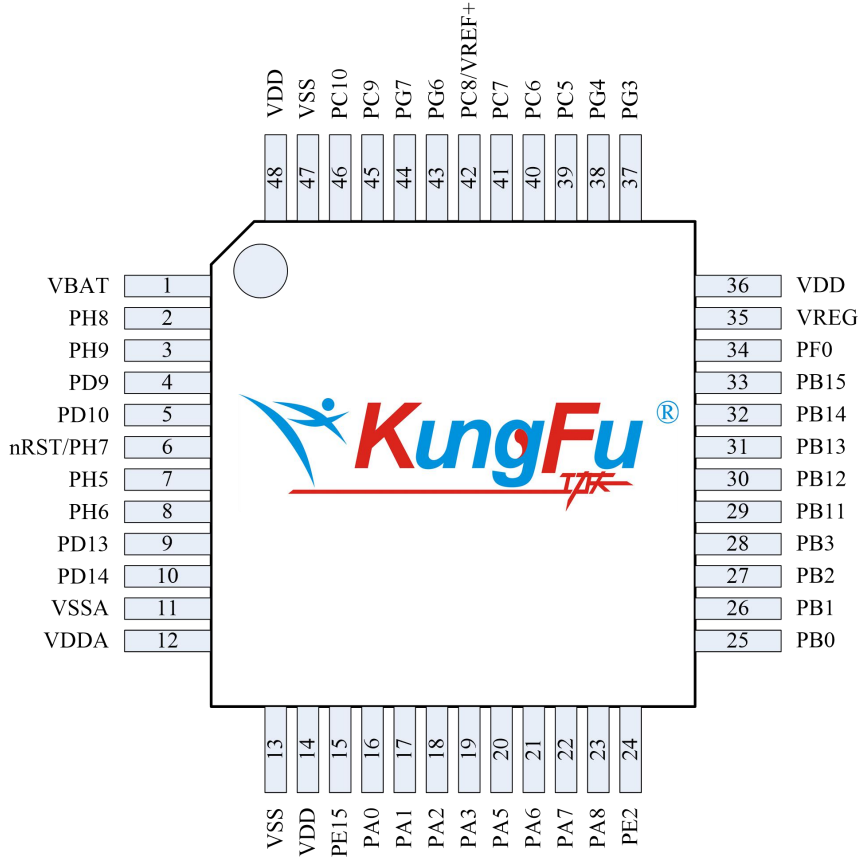 VDD VSS PC10 PC9 PG7 PG6 PC8/VREF+ PC7 PC6 PC5 PG4 PG3
48 47 46 45 44 43 42 41 40 39 38 37
VBAT 1
PH8 2
PH9 3
PD9 4
PD10 5
nRST/PH7 6
PH5 7
PH6 8
PD13 9
PD14 10
VSSA 11
VDDA 12
KungFu ®
36 VDD
35 VREG
34 PF0
33 PB15
32 PB14
31 PB13
30 PB12
29 PB11
28 PB3
27 PB2
26 PB1
25 PB0
13 14 15 16 17 18 19 20 21 22 23 24
VSS VDD PE15 PA0 PA1 PA2 PA3 PA5 PA6 PA7 PA8 PE2